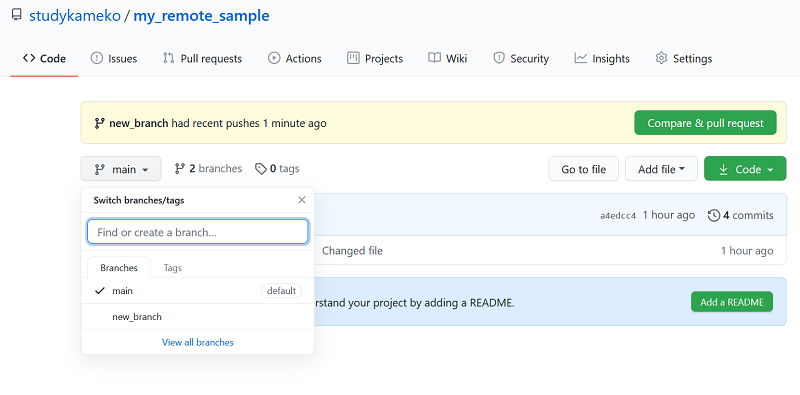 studykameko / my_remote_sample
Code Issues Pull requests Actions Projects Wiki Security Insights Settings
new_branch had recent pushes 1 minute ago Compare & pull request
main 2 branches 0 tags Go to file Add file Code
Switch branches/tags
a4edcc4 1 hour ago 4 commits
Find or create a branch...
Changed file 1 hour ago
Branches Tags
main default
rstand your project by adding a README. Add a README
new_branch
View all branches